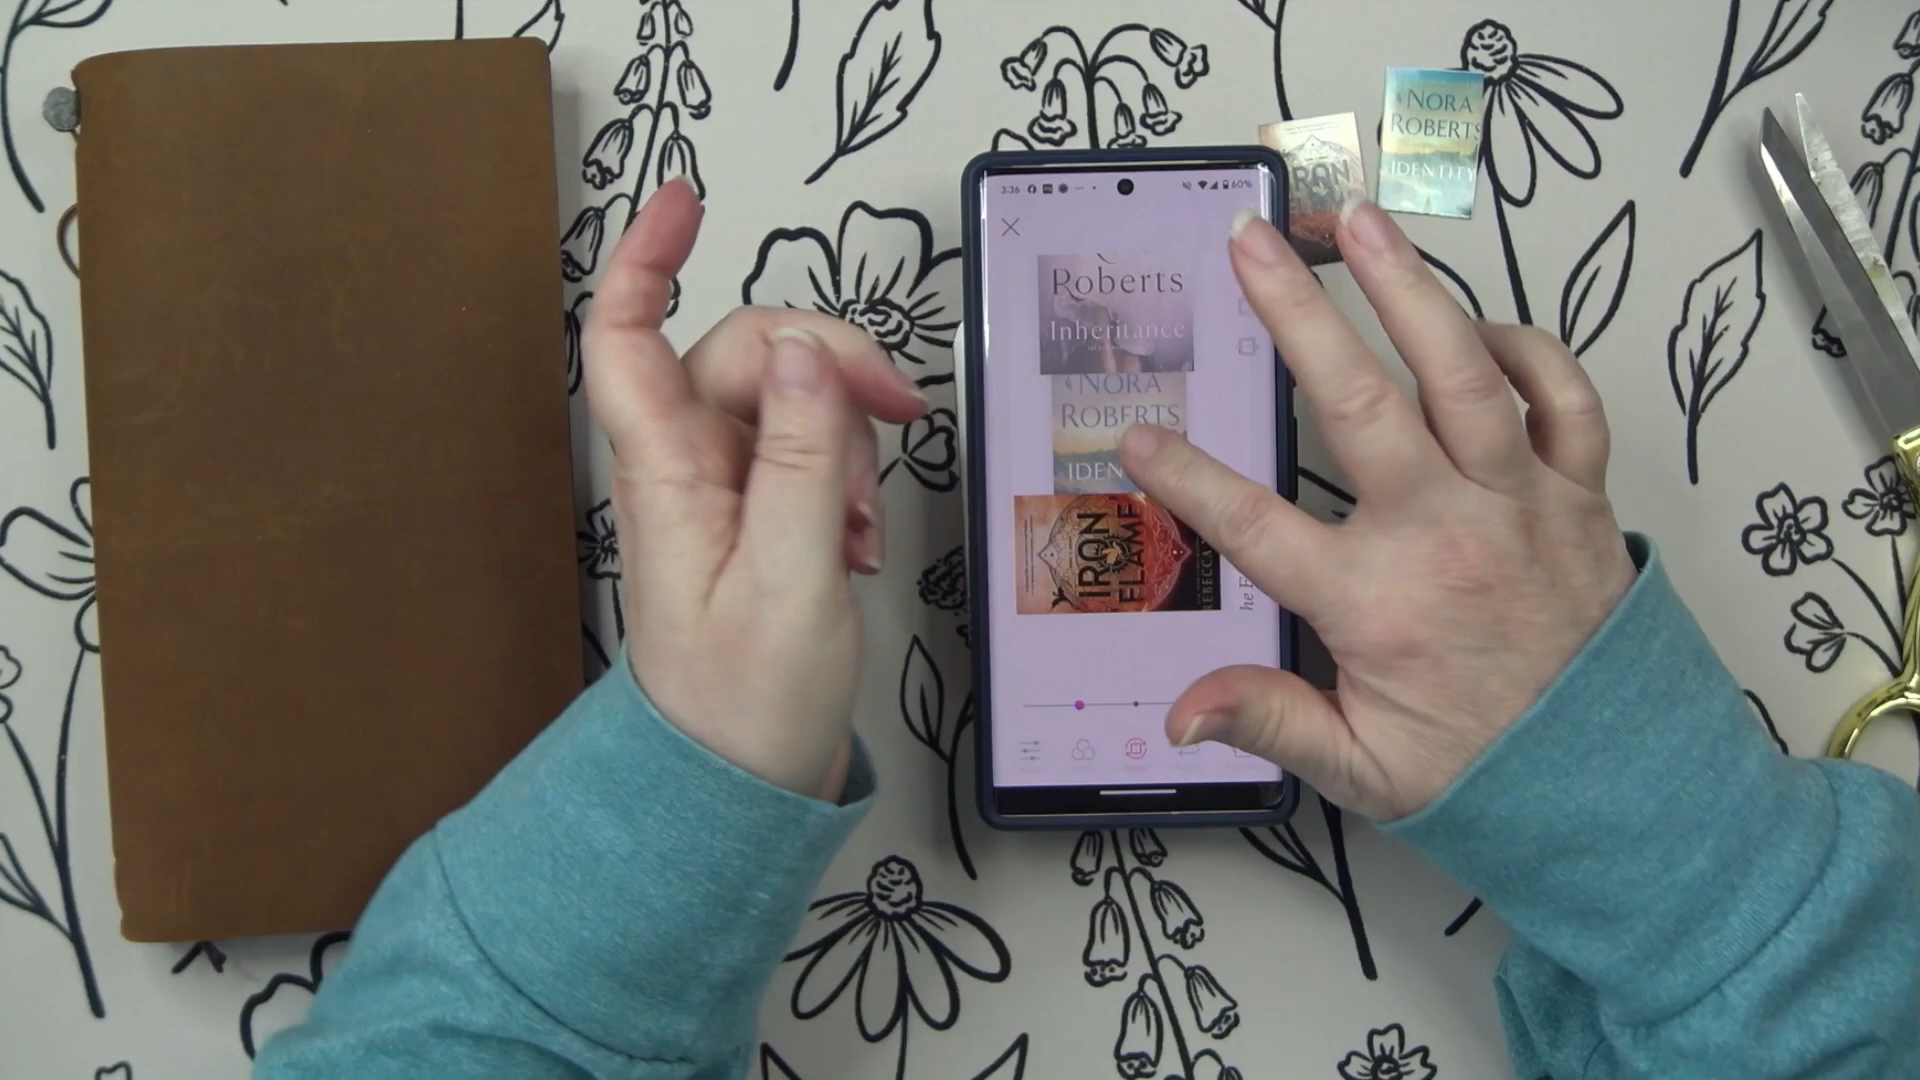 3:36
60%
Roberts
Inheritance
NORA
ROBERTS
IDEN
IRON
FLAME
REBECCA
he E
NORA
ROBERTS
IDENTITY
IRON